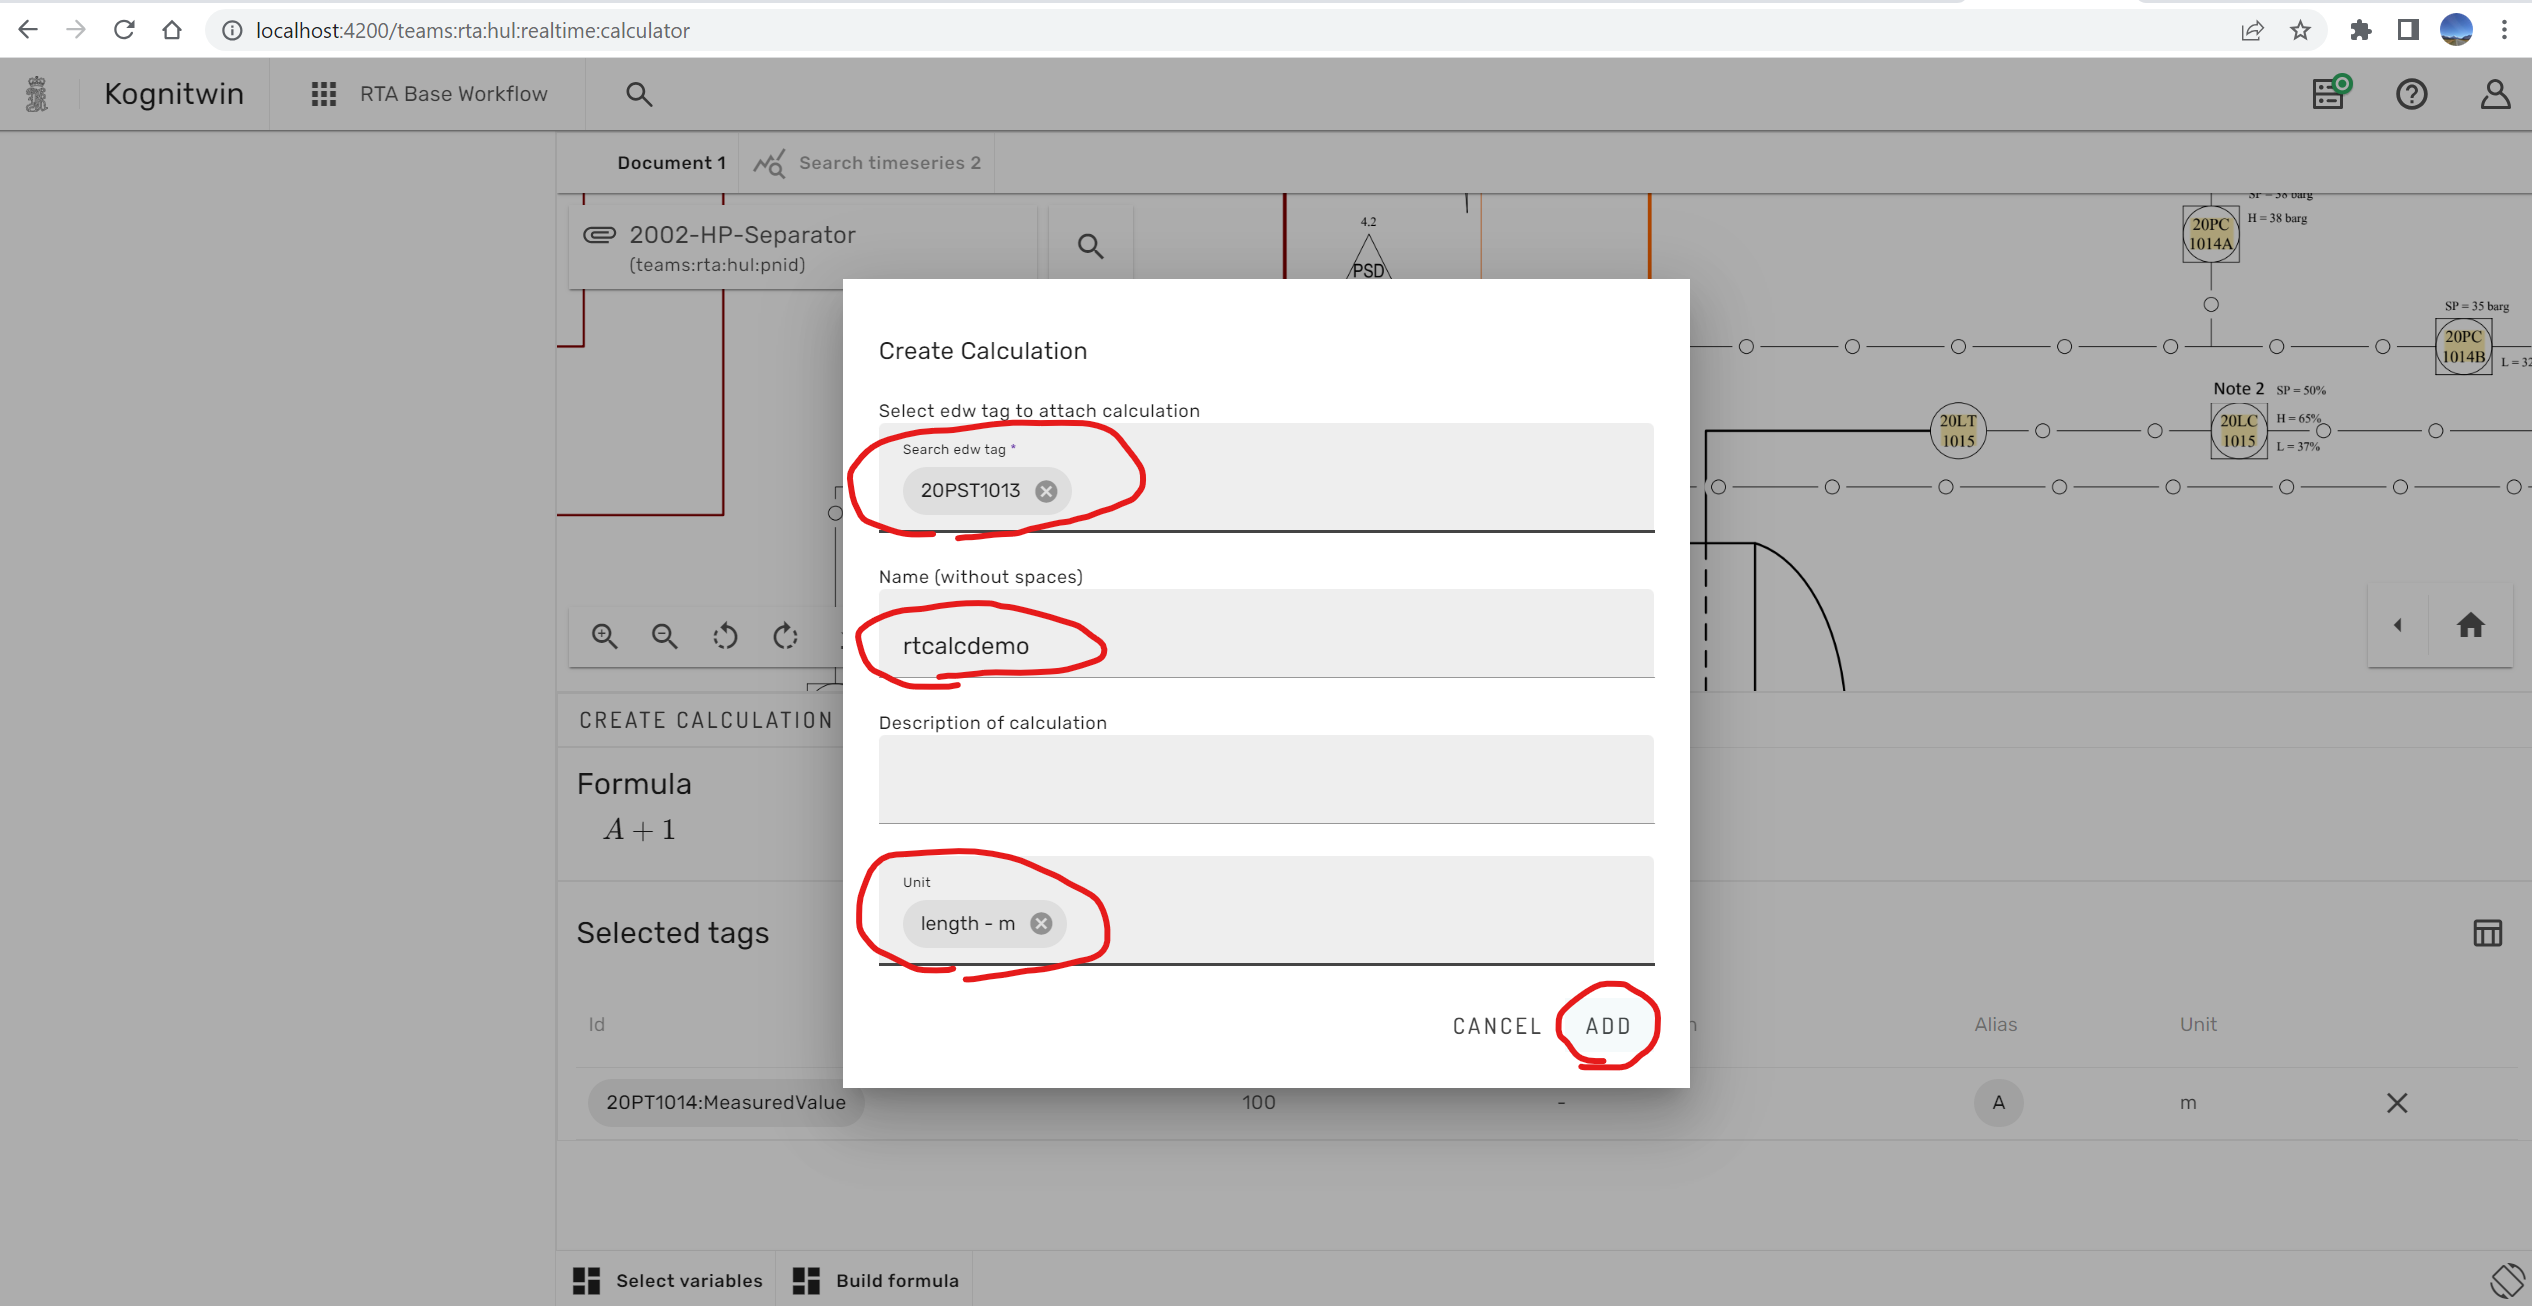 localhost:4200/teams:rta:hul:realtime:calculator
Kognitwin
RTA Base Workflow
Document 1
Search timeseries 2
2002-HP-Separator
(teams:rta:hul:pnid)
4.2
PSD
SP = 38 barg
20PC
1014A
H = 38 barg
SP = 35 barg
20PC
1014B
L = 32
Note 2
SP = 50%
20LT
1015
20LC
1015
H = 65%
L = 37%
Create Calculation
Select edw tag to attach calculation
Search edw tag *
20PST1013
Name (without spaces)
rtcalcdemo
Description of calculation
Unit
length - m
CANCEL
ADD
CREATE CALCULATION
Formula
A + 1
Selected tags
Id
Alias
Unit
20PT1014:MeasuredValue
100
-
A
m
Select variables
Build formula